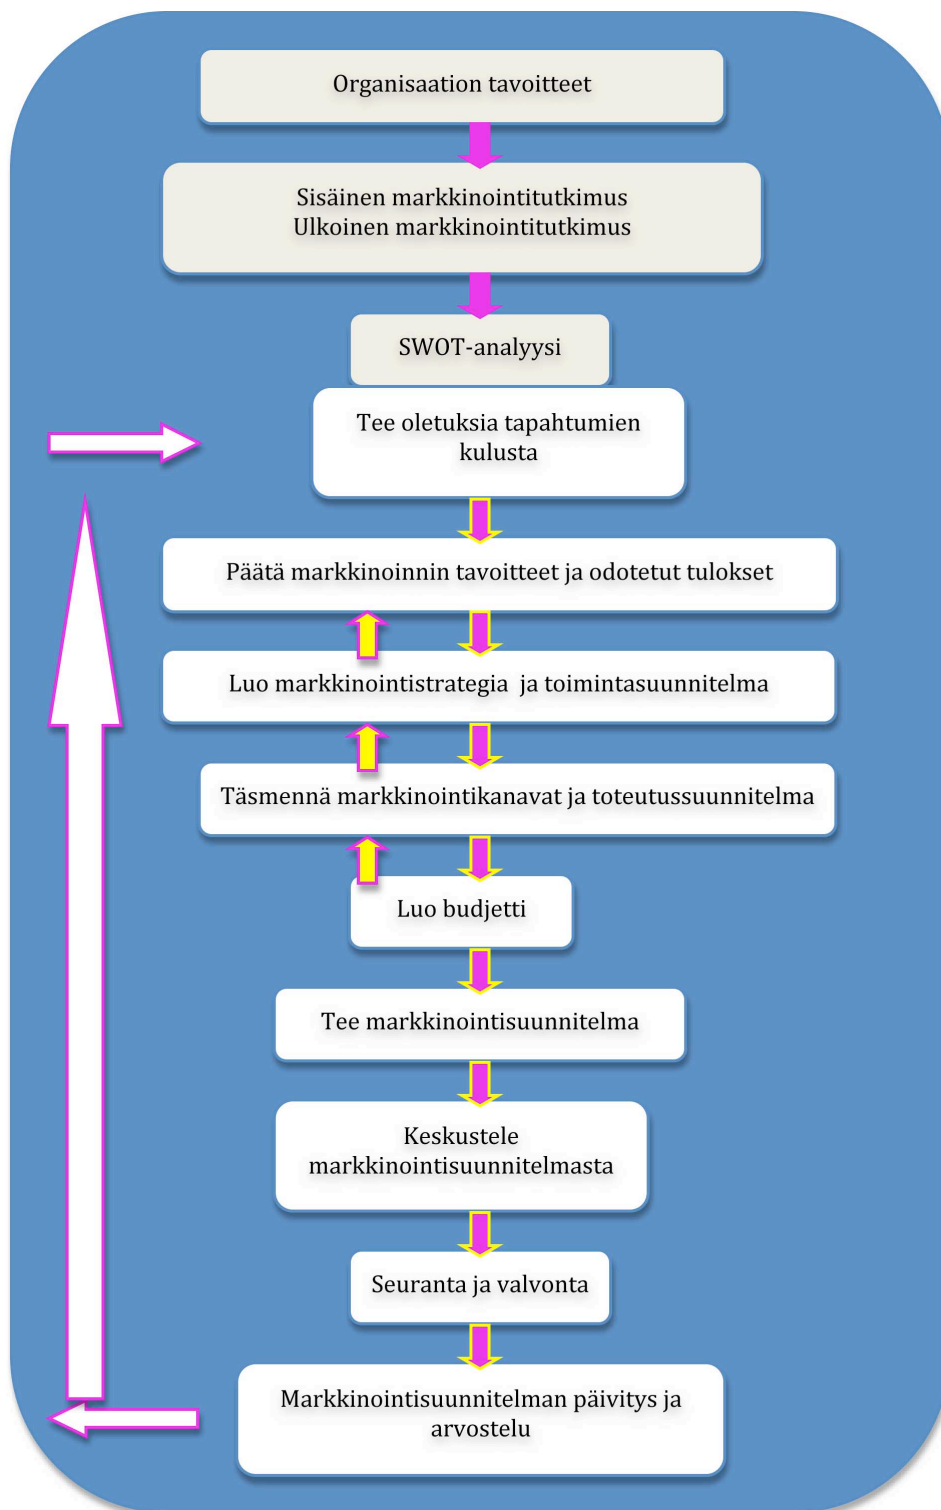 Organisaation tavoitteet
Sisäinen markkinointitutkimus
Ulkoinen markkinointitutkimus
SWOT-analyysi
Tee oletuksia tapahtumien
kulusta
Päätä markkinoinnin tavoitteet ja odotetut tulokset
Luo markkinointistrategia ja toimintasuunnitelma
Täsmennä markkinointikanavat ja toteutussuunnitelma
Luo budjetti
Tee markkinointisuunnitelma
Keskustele
markkinointisuunnitelmasta
Seuranta ja valvonta
Markkinointisuunnitelman päivitys ja
arvostelu